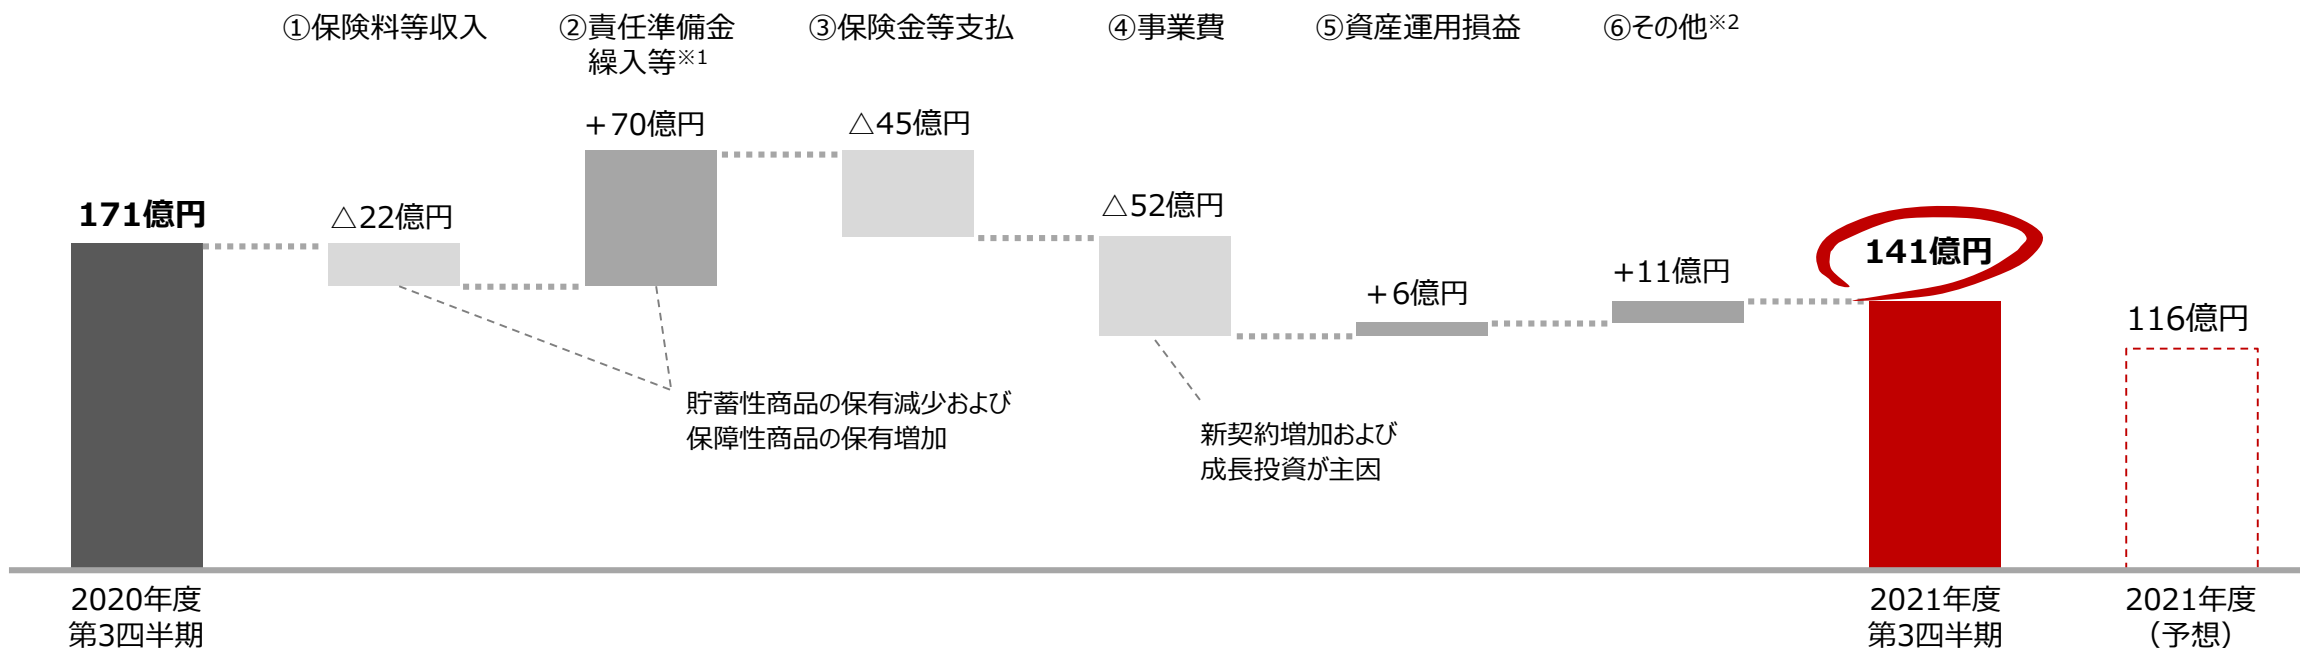 ①保険料等収入
②責任準備金
繰入等※1
③保険金等支払
④事業費
⑤資産運用損益
⑥その他※2
171億円
△22億円
＋70億円
△45億円
△52億円
＋6億円
+11億円
141億円
116億円
貯蓄性商品の保有減少および
保障性商品の保有増加
新契約増加および
成長投資が主因
2020年度
第3四半期
2021年度
第3四半期
2021年度
（予想）